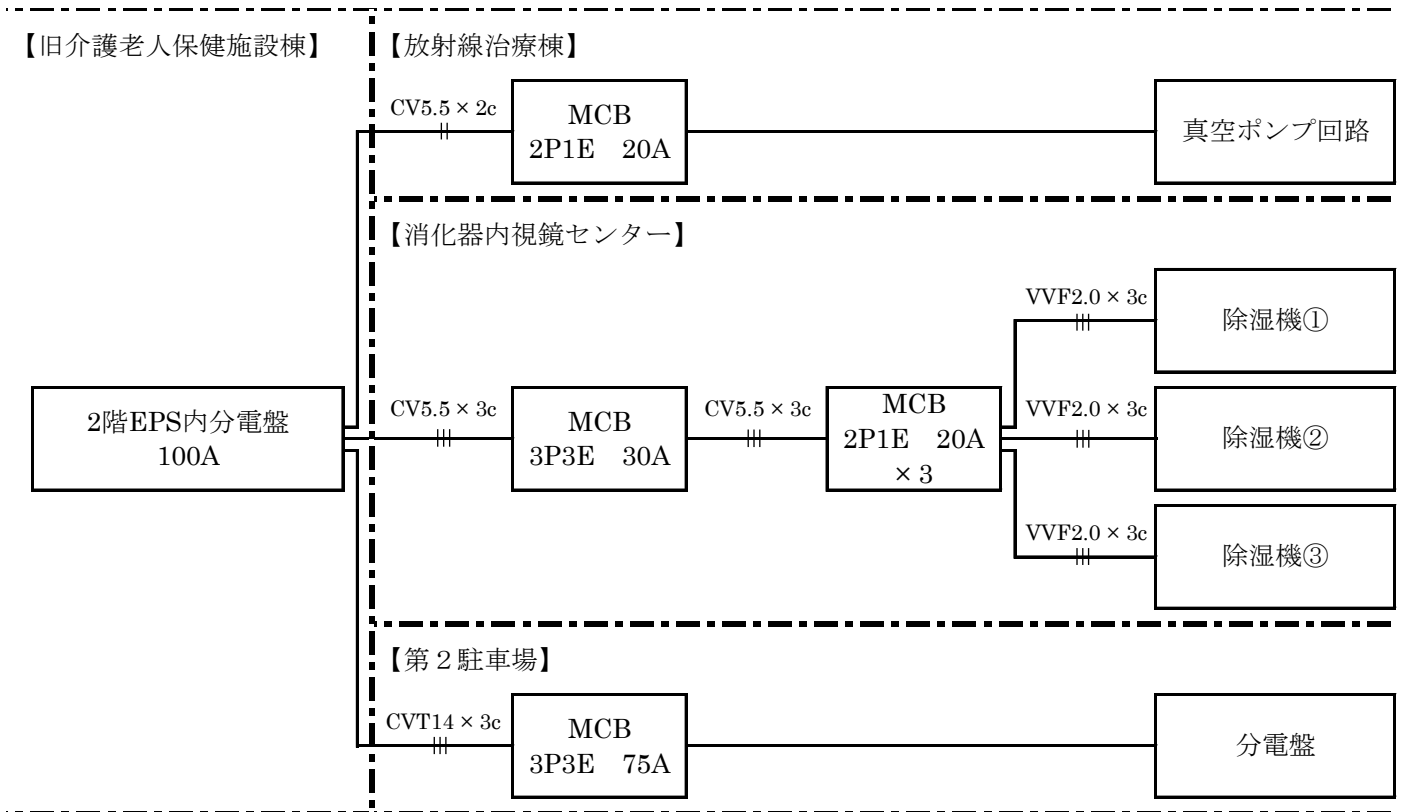 【旧介護老人保健施設棟】
【放射線治療棟】
CV5.5 × 2c
MCB
2P1E 20A
真空ポンプ回路
【消化器内視鏡センター】
2階EPS内分電盤
100A
CV5.5 × 3c
MCB
3P3E 30A
CV5.5 × 3c
MCB
2P1E 20A
× 3
VVF2.0 × 3c
除湿機①
VVF2.0 × 3c
除湿機②
VVF2.0 × 3c
除湿機③
【第２駐車場】
CVT14 × 3c
MCB
3P3E 75A
分電盤